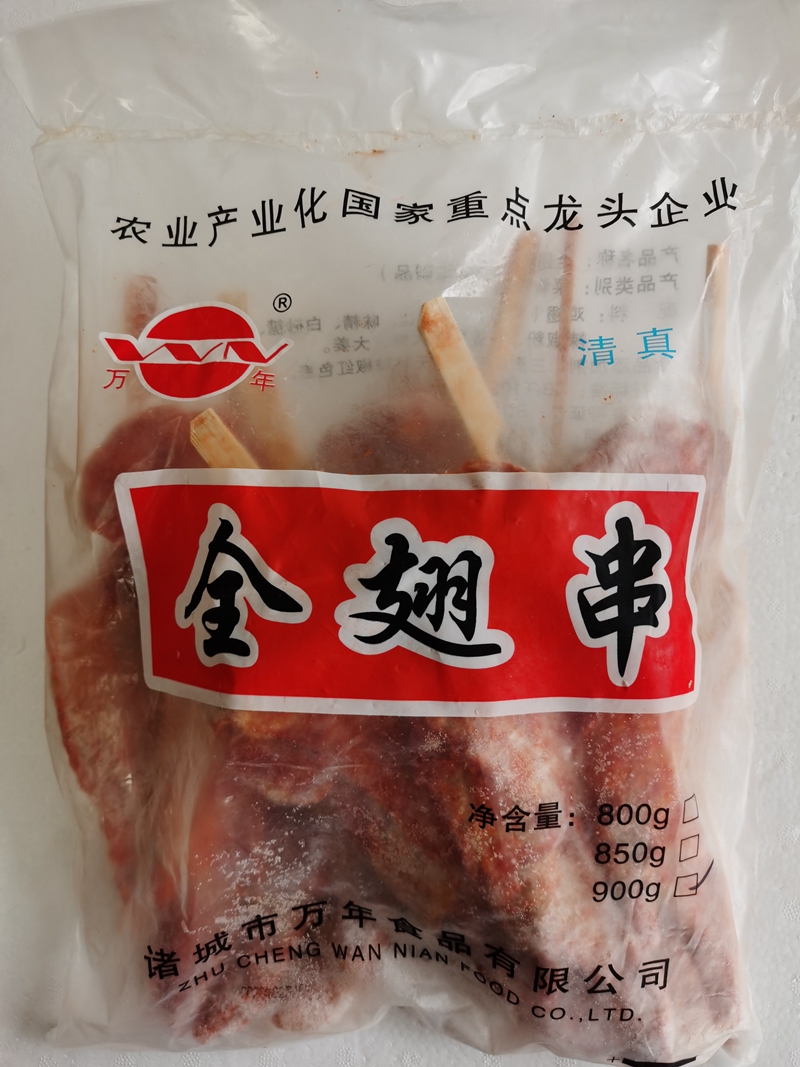 农业产业化国家重点龙头企业
®
万年
清真
全翅串
净含量：800g
850g
900g
诸城市万年食品有限公司
ZHU CHENG WAN NIAN FOOD CO.,LTD.